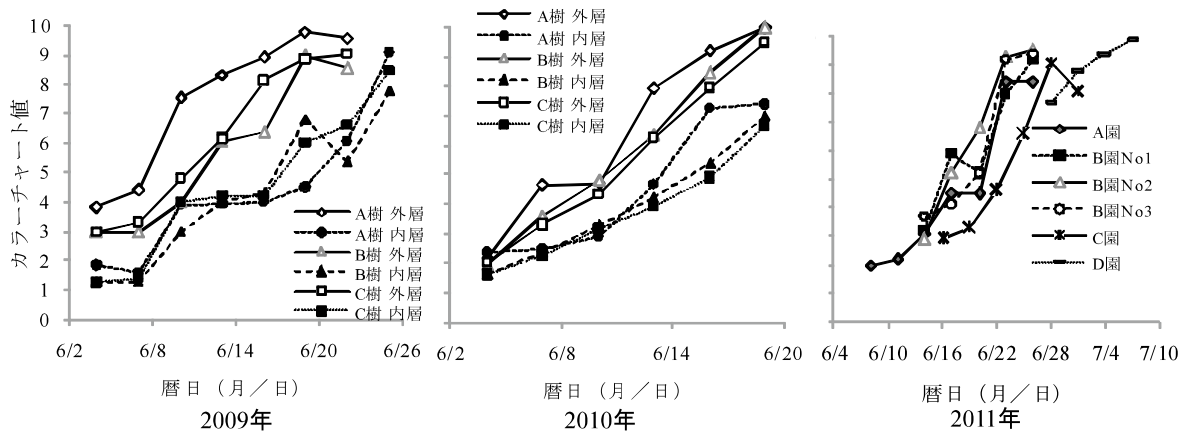 カラーチャート値
10
9
8
7
6
5
4
3
2
1
0
A樹 外層
A樹 内層
B樹 外層
B樹 内層
C樹 外層
C樹 内層
6/2 6/8 6/14 6/20 6/26
暦日（月／日）
2009年
A樹 外層
A樹 内層
B樹 外層
B樹 内層
C樹 外層
C樹 内層
6/2 6/8 6/14 6/20
暦日（月／日）
2010年
A園
B園No1
B園No2
B園No3
C園
D園
6/4 6/10 6/16 6/22 6/28 7/4 7/10
暦日（月／日）
2011年